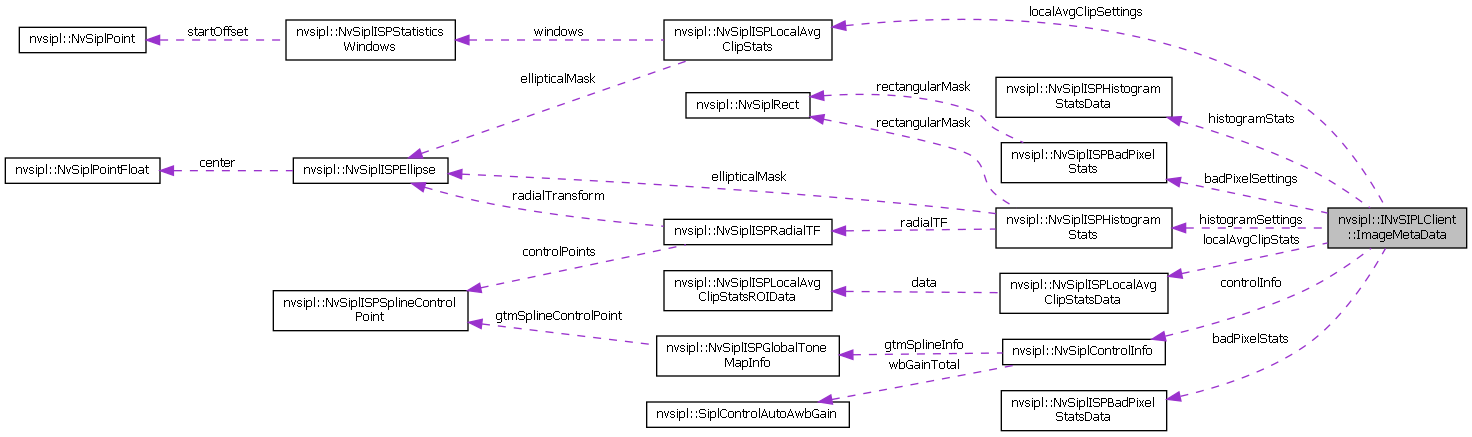 localAvgClipSettings
nvsipl::NvSiplPoint
startOffset
nvsipl::NvSiplISPStatistics
Windows
windows
nvsipl::NvSiplISPLocalAvg
ClipStats
ellipticalMask
nvsipl::NvSiplRect
rectangularMask
rectangularMask
nvsipl::NvSiplISPHistogram
StatsData
histogramStats
nvsipl::NvSiplISPBadPixel
Stats
badPixelSettings
nvsipl::NvSiplPointFloat
center
nvsipl::NvSiplISPEllipse
ellipticalMask
radialTransform
nvsipl::NvSiplISPRadialTF
radialTF
nvsipl::NvSiplISPHistogram
Stats
histogramSettings
nvsipl::INvSIPLClient
::ImageMetaData
localAvgClipStats
controlPoints
nvsipl::NvSiplISPSplineControl
Point
nvsipl::NvSiplISPLocalAvg
ClipStatsROIData
data
nvsipl::NvSiplISPLocalAvg
ClipStatsData
controlInfo
gtmSplineControlPoint
nvsipl::NvSiplISPGlobalTone
MapInfo
gtmSplineInfo
wbGainTotal
nvsipl::NvSiplControlInfo
badPixelStats
nvsipl::SiplControlAutoAwbGain
nvsipl::NvSiplISPBadPixel
StatsData